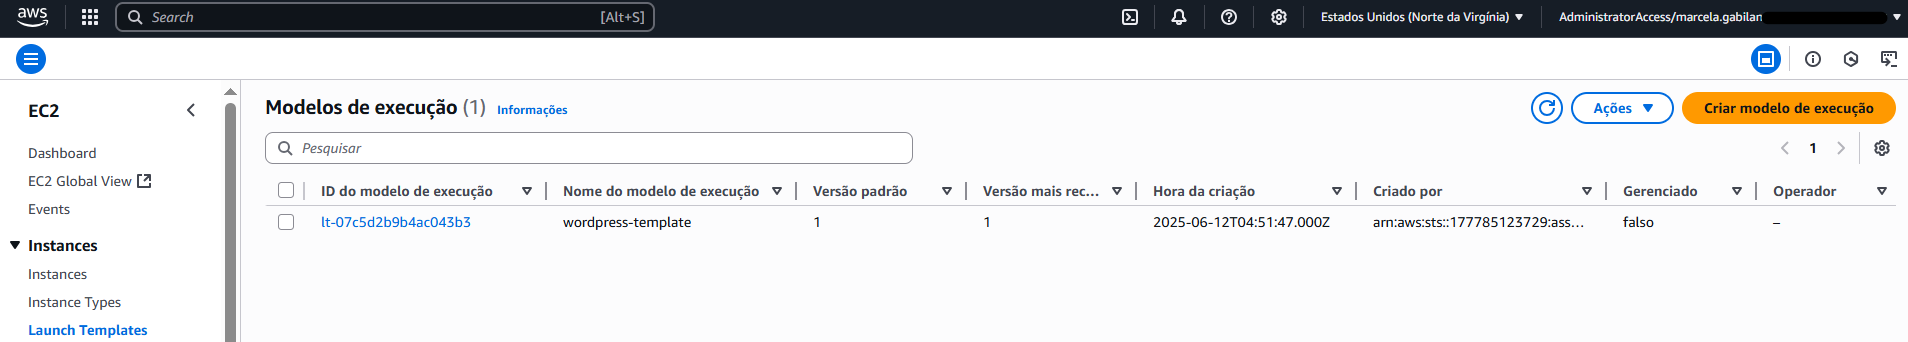 aws
Search [Alt+S]
Estados Unidos (Norte da Virgínia)
AdministratorAccess/marcela.gabilan
EC2
Dashboard
EC2 Global View
Events
Instances
Instances
Instance Types
Launch Templates
Modelos de execução (1) Informações
Ações
Criar modelo de execução
Pesquisar
1
ID do modelo de execução Nome do modelo de execução Versão padrão Versão mais rec... Hora da criação Criado por Gerenciado Operador
lt-07c5d2b9b4ac043b3 wordpress-template 1 1 2025-06-12T04:51:47.000Z arn:aws:sts::177785123729:ass... falso –